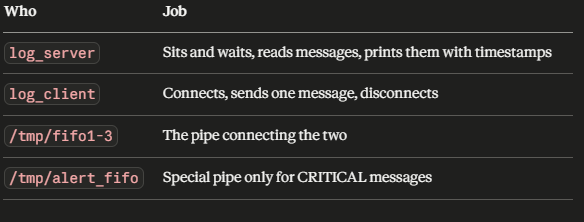 Who Job
log_server Sits and waits, reads messages, prints them with timestamps
log_client Connects, sends one message, disconnects
/tmp/fifo1-3 The pipe connecting the two
/tmp/alert_fifo Special pipe only for CRITICAL messages